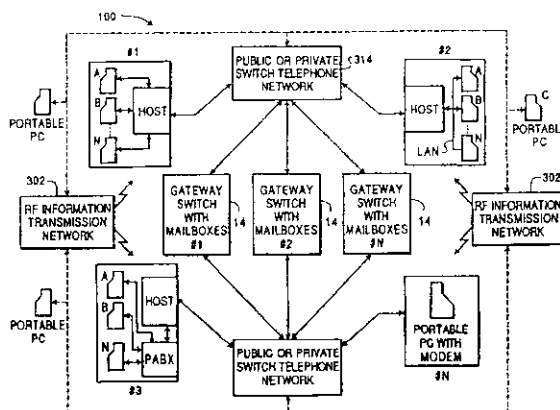 100
#1
A
B
N
HOST
PUBLIC OR PRIVATE
SWITCH TELEPHONE
NETWORK
314
#2
HOST
A
B
N
LAN
PORTABLE
PC
C
PORTABLE
PC
302
RF INFORMATION
TRANSMISSION
NETWORK
GATEWAY
SWITCH
WITH
MAILBOXES
#1
14
GATEWAY
SWITCH
WITH
MAILBOXES
#2
14
GATEWAY
SWITCH
WITH
MAILBOXES
#N
14
302
RF INFORMATION
TRANSMISSION
NETWORK
PORTABLE
PC
A
B
N
HOST
PABX
#3
PUBLIC OR PRIVATE
SWITCH TELEPHONE
NETWORK
PORTABLE
PC WITH
MODEM
#N